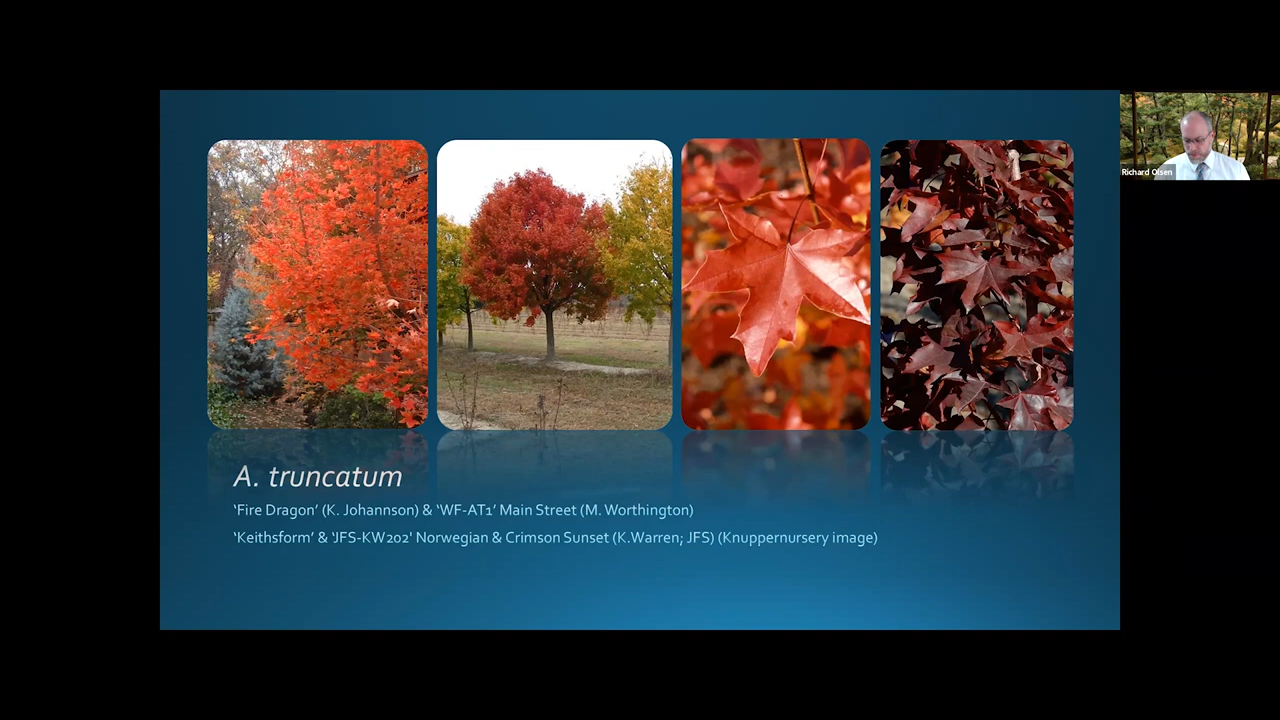 Richard Olsen
A. truncatum
‘Fire Dragon’ (K. Johannson) & ‘WF-AT1’ Main Street (M. Worthington)
‘Keithsform’ & ‘JFS-KW202' Norwegian & Crimson Sunset (K.Warren; JFS) (Knuppernursery image)